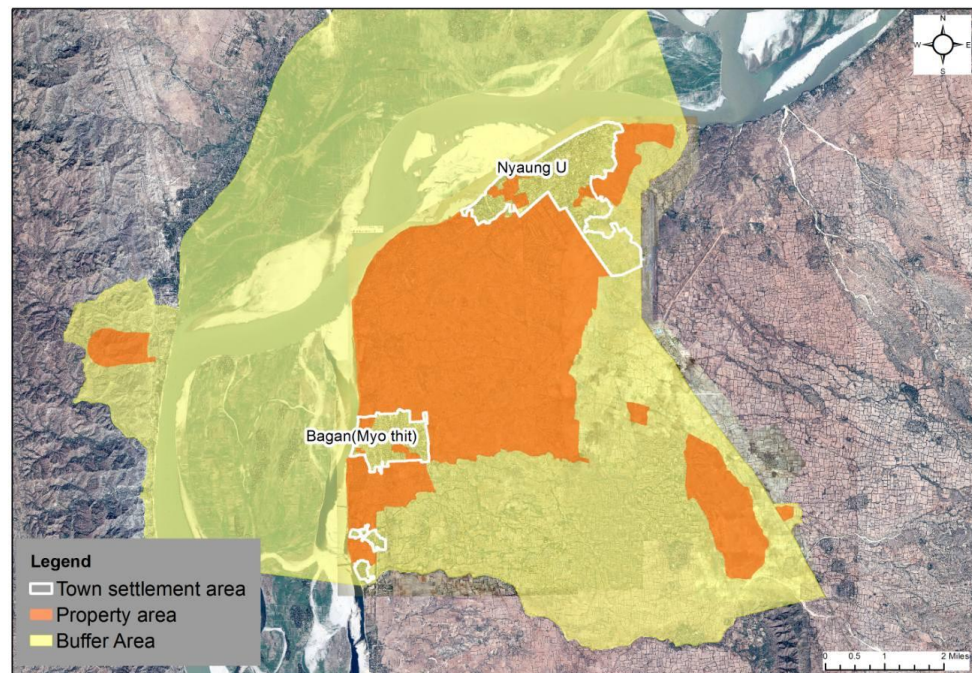 N
W E
S
Nyaung U
Bagan(Myo thit)
Legend
Town settlement area
Property area
Buffer Area
0 0.5 1 2 Miles